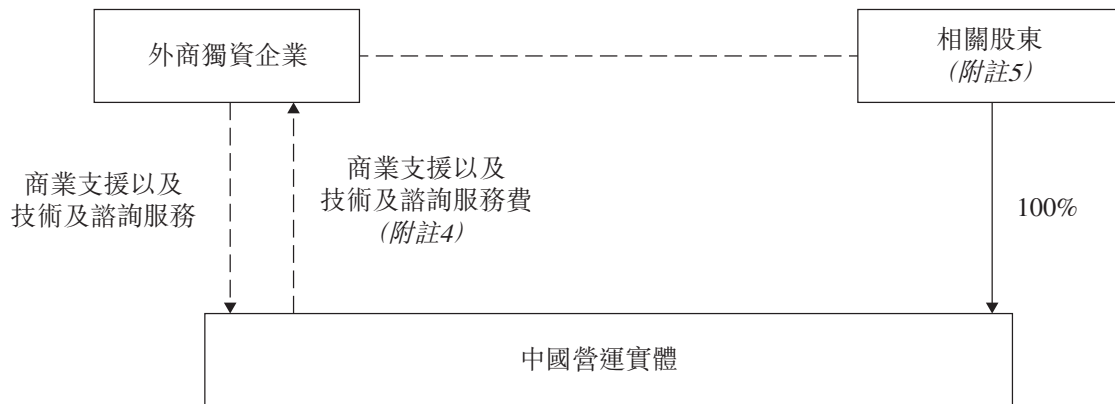 外商獨資企業
相關股東
（附註5）
商業支援以及
技術及諮詢服務
商業支援以及
技術及諮詢服務費
（附註4）
100%
中國營運實體